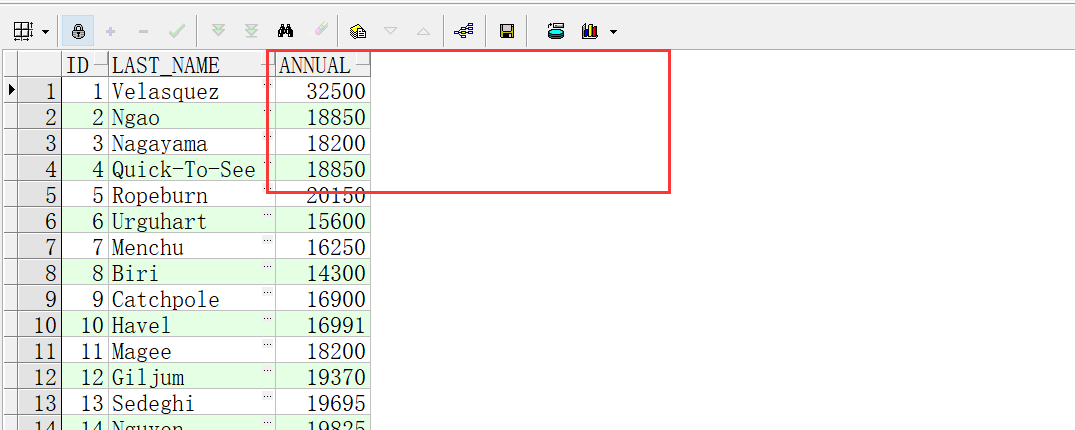 ID LAST_NAME ANNUAL
1 1 Velasquez ... 32500
2 2 Ngao ... 18850
3 3 Nagayama ... 18200
4 4 Quick-To-See ... 18850
5 5 Ropeburn ... 20150
6 6 Urguhart ... 15600
7 7 Menchu ... 16250
8 8 Biri ... 14300
9 9 Catchpole ... 16900
10 10 Havel ... 16991
11 11 Magee ... 18200
12 12 Giljum ... 19370
13 13 Sedeghi ... 19695
14 14 Nguyen ... 19825